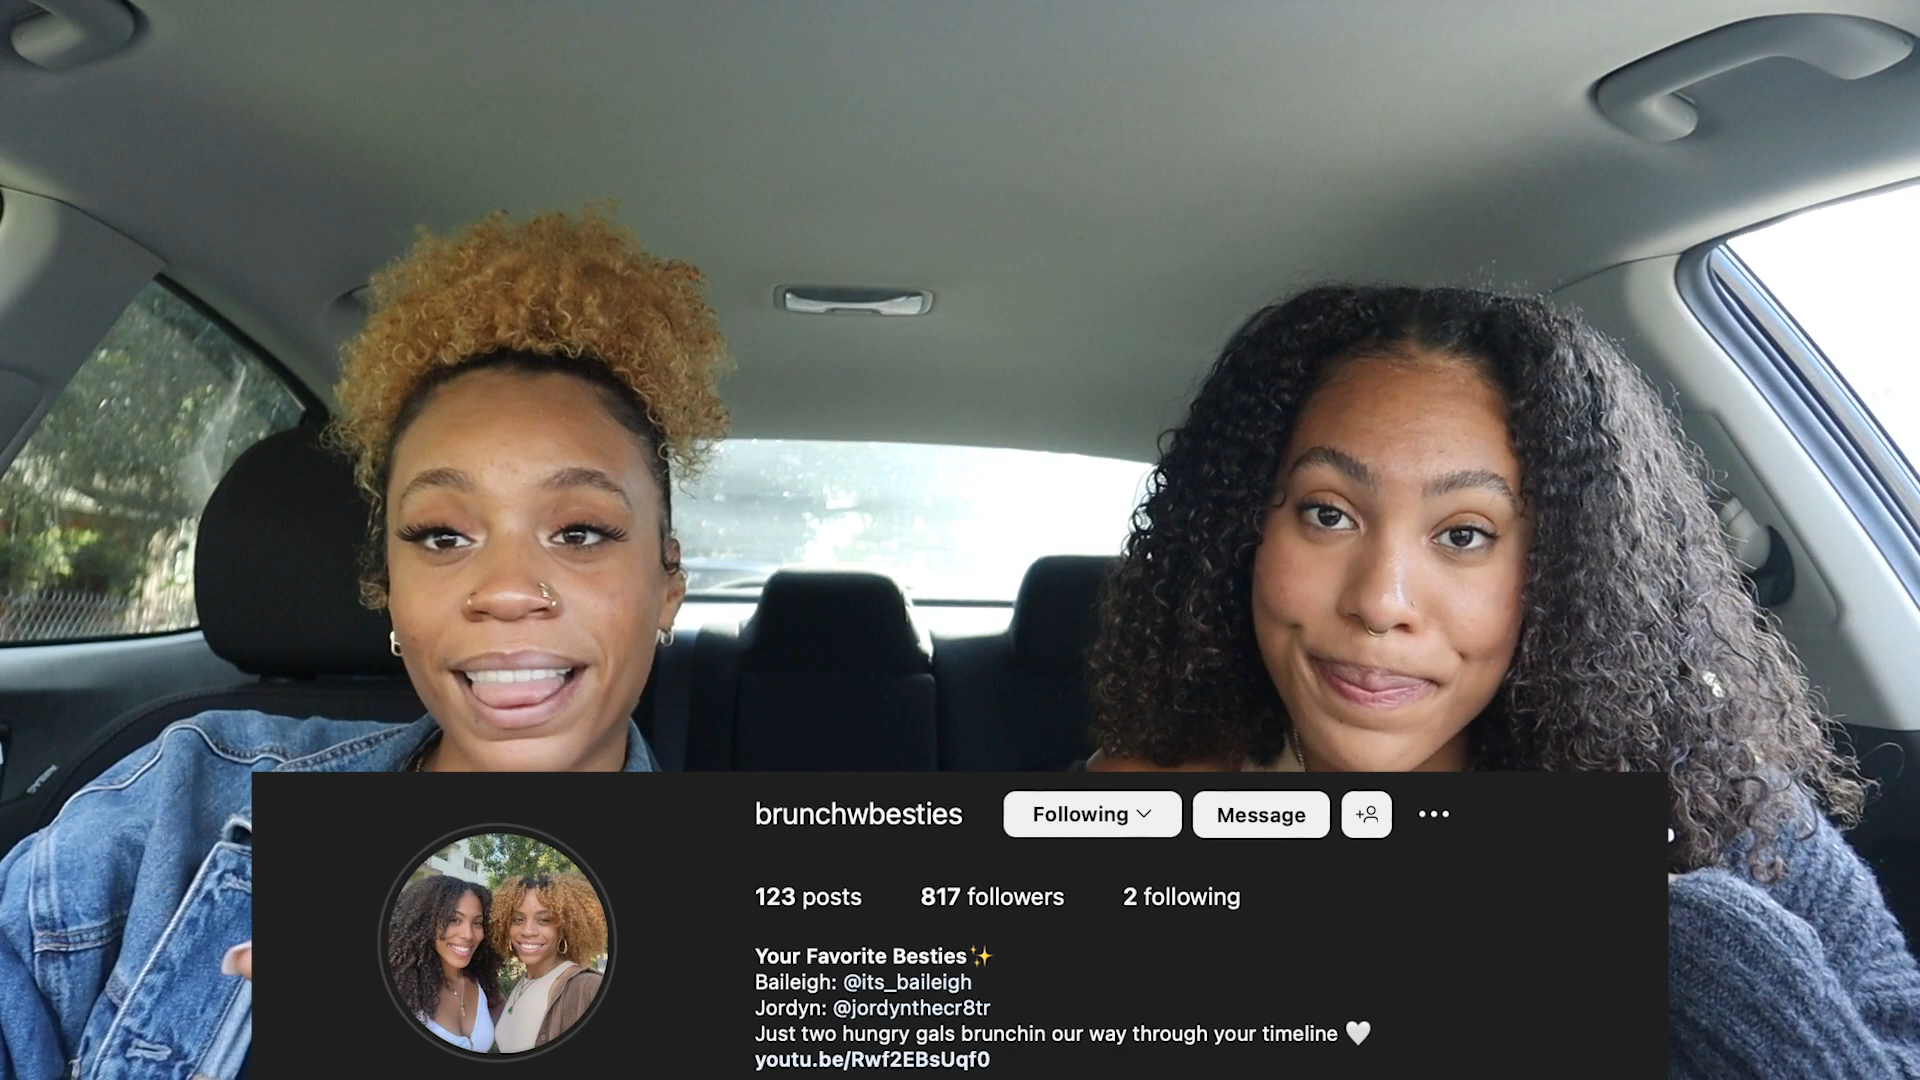 brunchwbesties Following Message
123 posts 817 followers 2 following
Your Favorite Besties✨
Baileigh: @its_baileigh
Jordyn: @jordynthecr8tr
Just two hungry gals brunchin our way through your timeline 🤍
youtu.be/Rwf2EBsUqf0